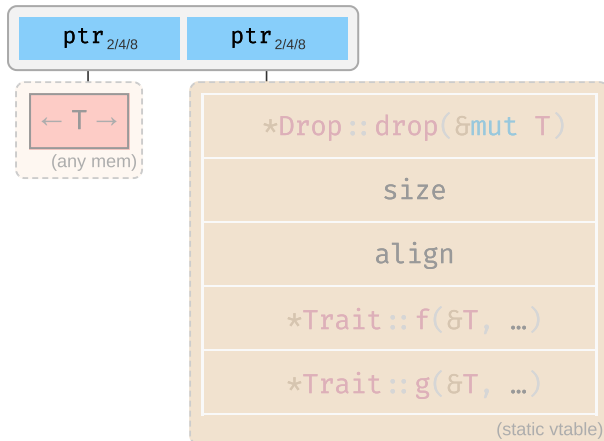 ptr2/4/8 ptr2/4/8
← T →
(any mem)
*Drop::drop(&mut T)
size
align
*Trait::f(&T, …)
*Trait::g(&T, …)
(static vtable)